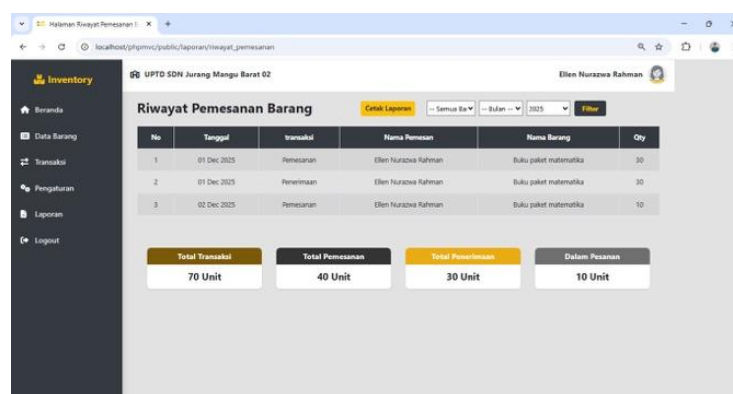 Halaman Riwayat Pemesanan
localhost/phpmvc/public/laporan/riwayat_pemesanan
Inventory
UPTD SDN Jurang Mangu Barat 02
Ellen Nurazwa Rahman
Beranda
Data Barang
Transaksi
Pengaturan
Laporan
Logout
Riwayat Pemesanan Barang
Cetak Laporan
-- Semua Ba
-- Bulan --
2025
Filter
No Tanggal transaksi Nama Pemesan Nama Barang Qty
1 01 Dec 2025 Pemesanan Ellen Nurazwa Rahman Buku paket matematika 30
2 01 Dec 2025 Penerimaan Ellen Nurazwa Rahman Buku paket matematika 30
3 02 Dec 2025 Pemesanan Ellen Nurazwa Rahman Buku paket matematika 10
Total Transaksi
70 Unit
Total Pemesanan
40 Unit
Total Penerimaan
30 Unit
Dalam Pesanan
10 Unit